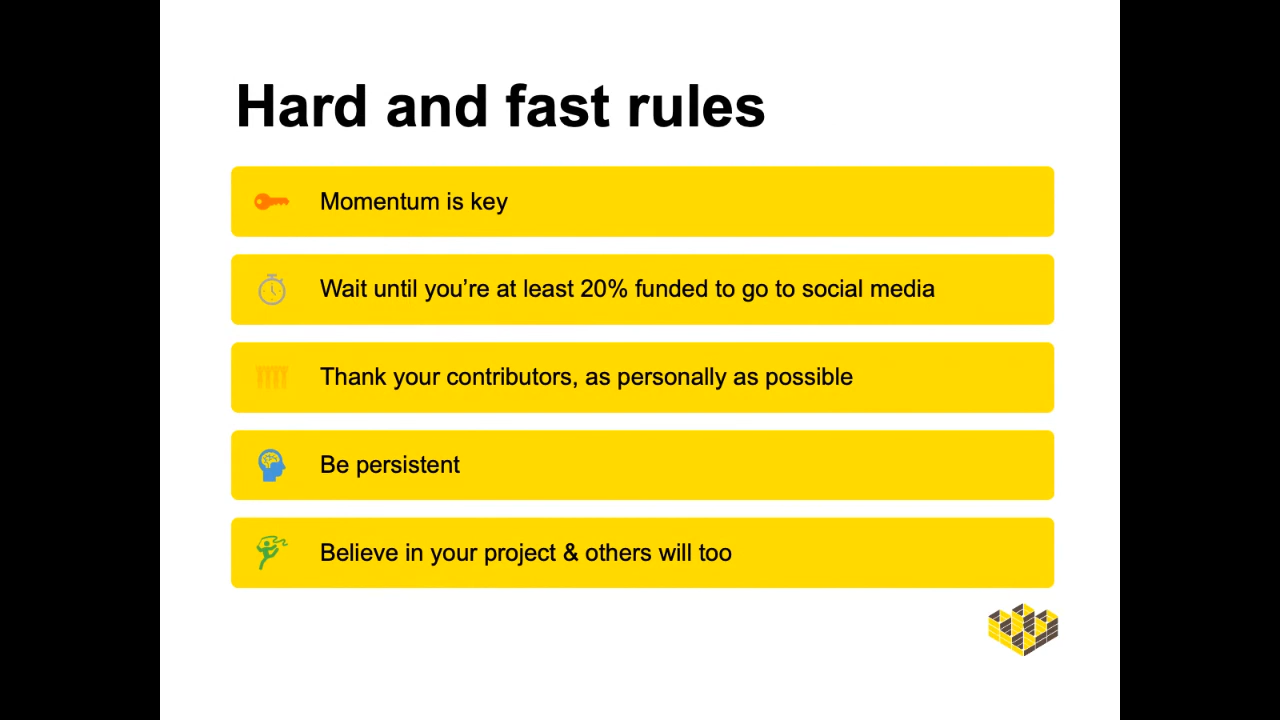 Hard and fast rules
Momentum is key
Wait until you’re at least 20% funded to go to social media
Thank your contributors, as personally as possible
Be persistent
Believe in your project & others will too